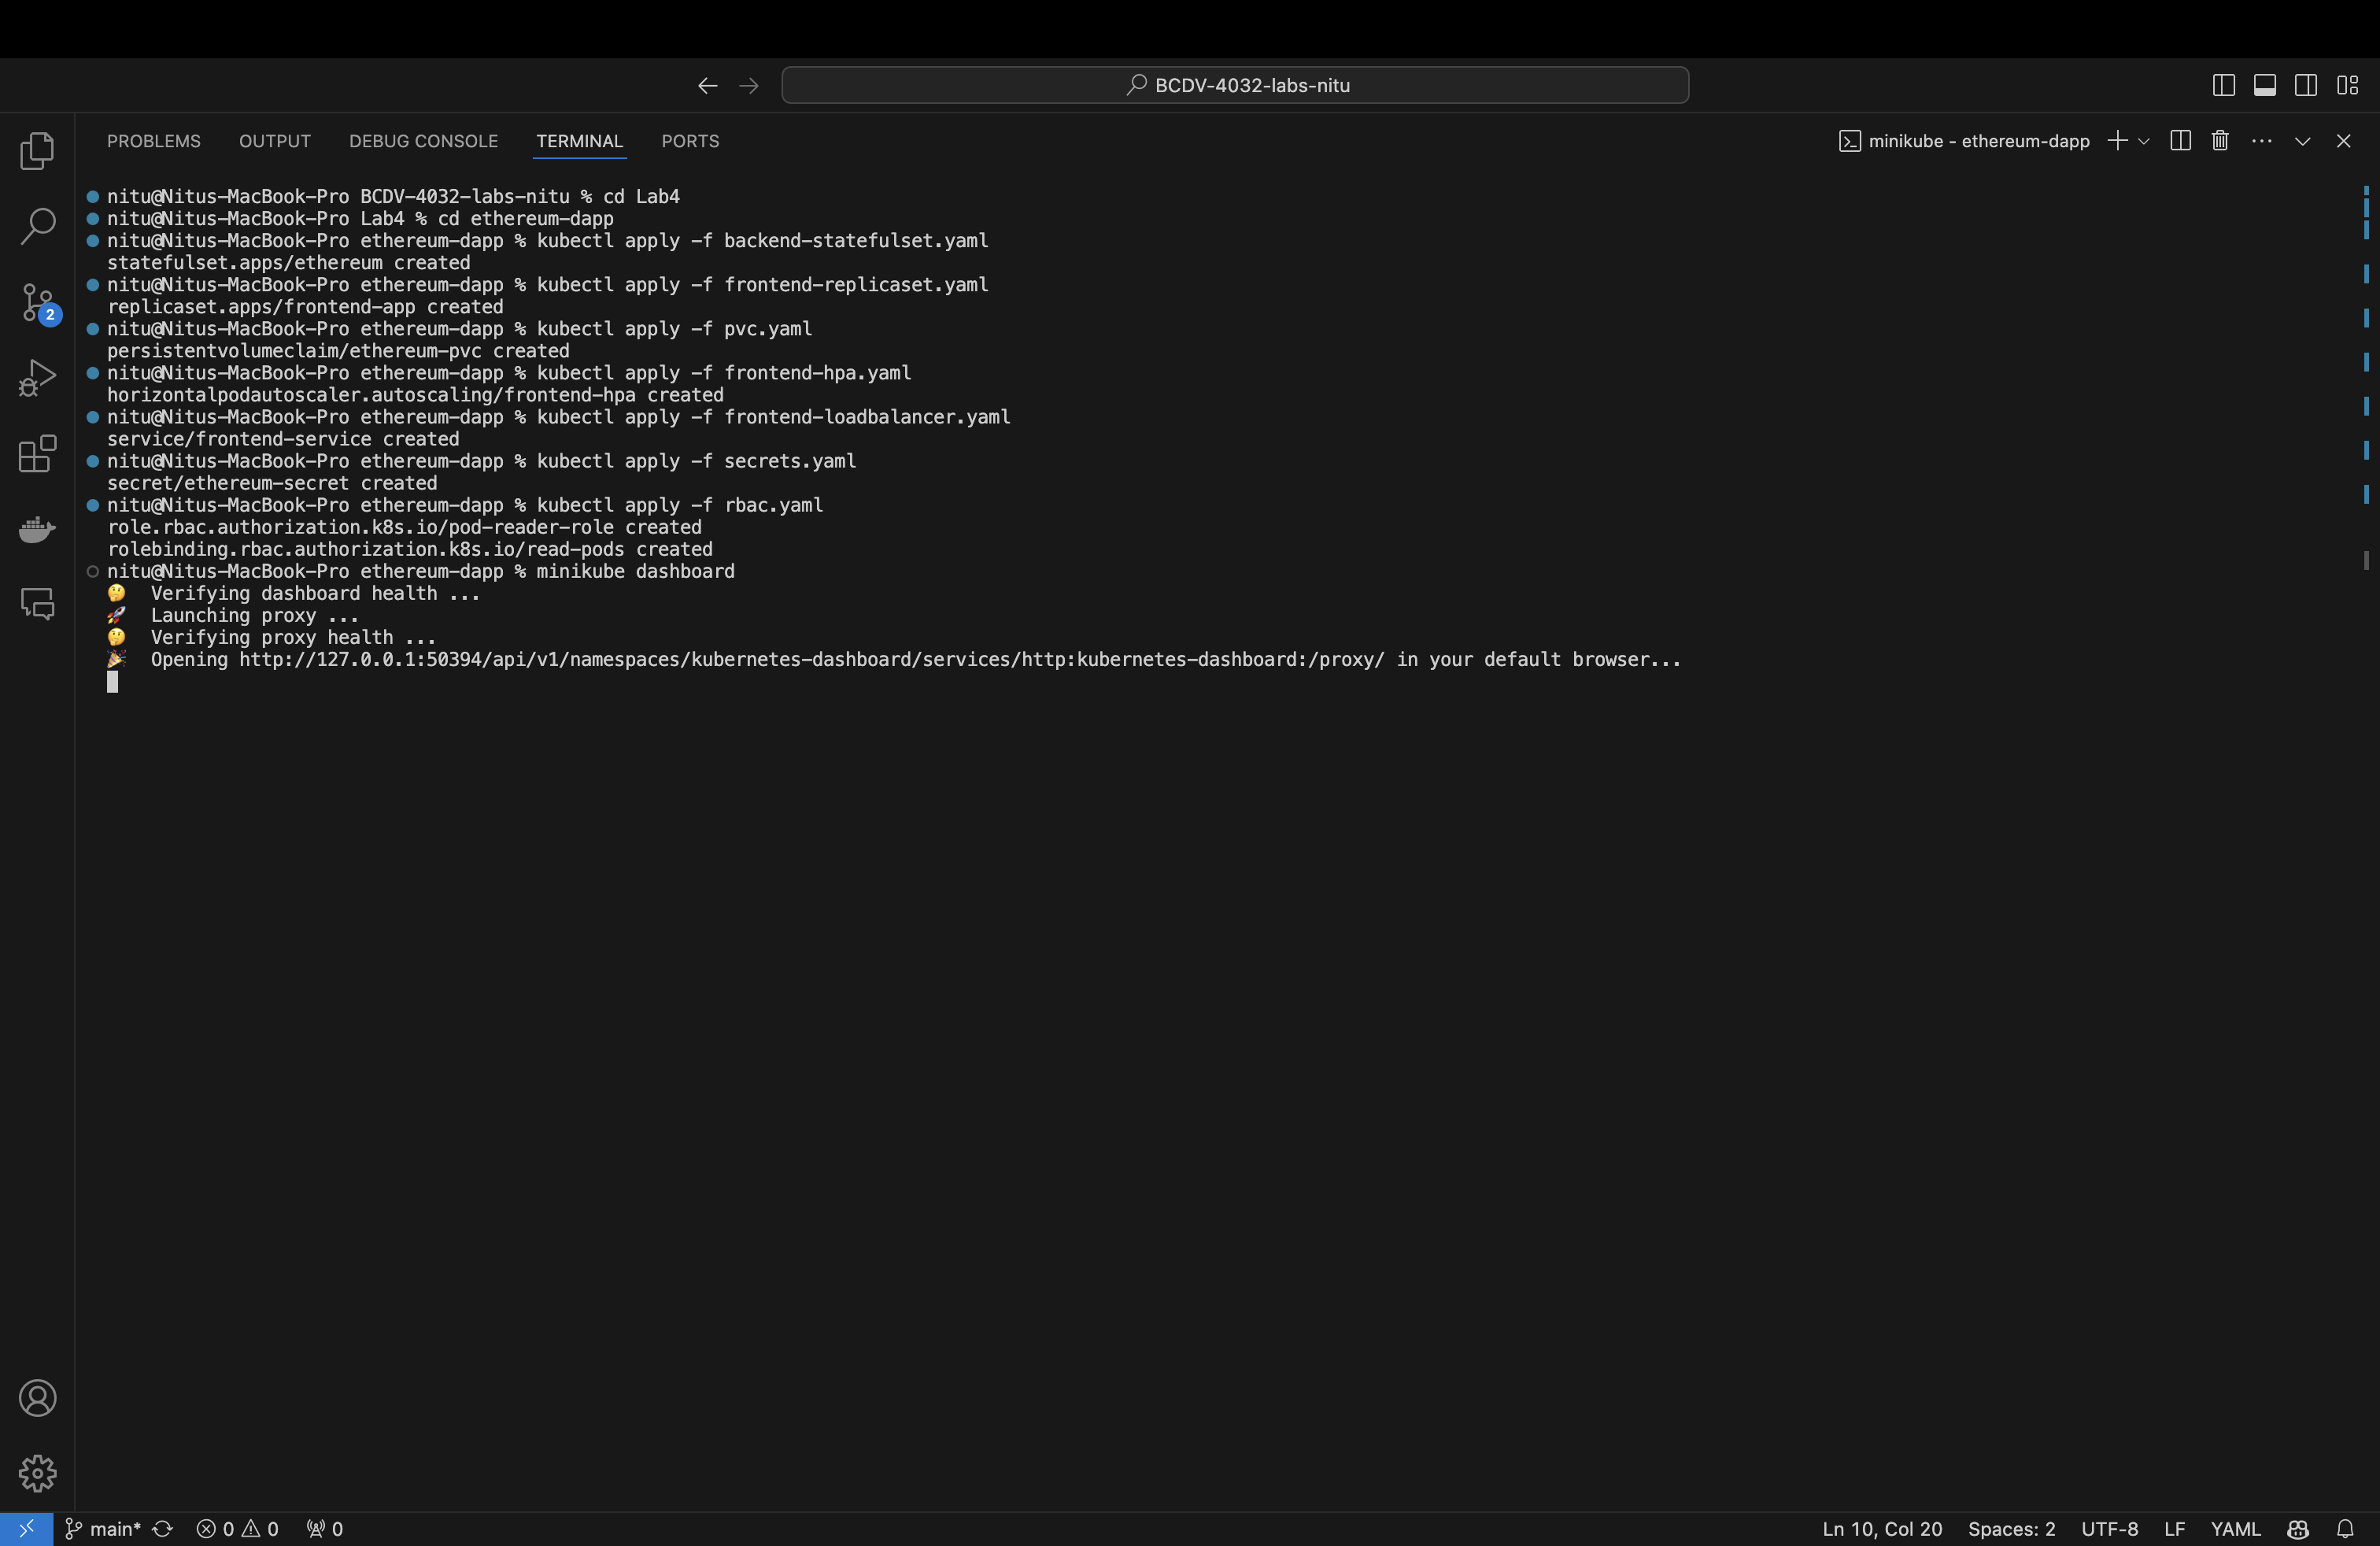 BCDV-4032-labs-nitu
PROBLEMS OUTPUT DEBUG CONSOLE TERMINAL PORTS minikube - ethereum-dapp
nitu@Nitus-MacBook-Pro BCDV-4032-labs-nitu % cd Lab4
nitu@Nitus-MacBook-Pro Lab4 % cd ethereum-dapp
nitu@Nitus-MacBook-Pro ethereum-dapp % kubectl apply -f backend-statefulset.yaml
statefulset.apps/ethereum created
nitu@Nitus-MacBook-Pro ethereum-dapp % kubectl apply -f frontend-replicaset.yaml
replicaset.apps/frontend-app created
nitu@Nitus-MacBook-Pro ethereum-dapp % kubectl apply -f pvc.yaml
persistentvolumeclaim/ethereum-pvc created
nitu@Nitus-MacBook-Pro ethereum-dapp % kubectl apply -f frontend-hpa.yaml
horizontalpodautoscaler.autoscaling/frontend-hpa created
nitu@Nitus-MacBook-Pro ethereum-dapp % kubectl apply -f frontend-loadbalancer.yaml
service/frontend-service created
nitu@Nitus-MacBook-Pro ethereum-dapp % kubectl apply -f secrets.yaml
secret/ethereum-secret created
nitu@Nitus-MacBook-Pro ethereum-dapp % kubectl apply -f rbac.yaml
role.rbac.authorization.k8s.io/pod-reader-role created
rolebinding.rbac.authorization.k8s.io/read-pods created
nitu@Nitus-MacBook-Pro ethereum-dapp % minikube dashboard
🤔 Verifying dashboard health ...
🚀 Launching proxy ...
🤔 Verifying proxy health ...
🎉 Opening http://127.0.0.1:50394/api/v1/namespaces/kubernetes-dashboard/services/http:kubernetes-dashboard:/proxy/ in your default browser...
2
main* 0 0 0 Ln 10, Col 20 Spaces: 2 UTF-8 LF YAML